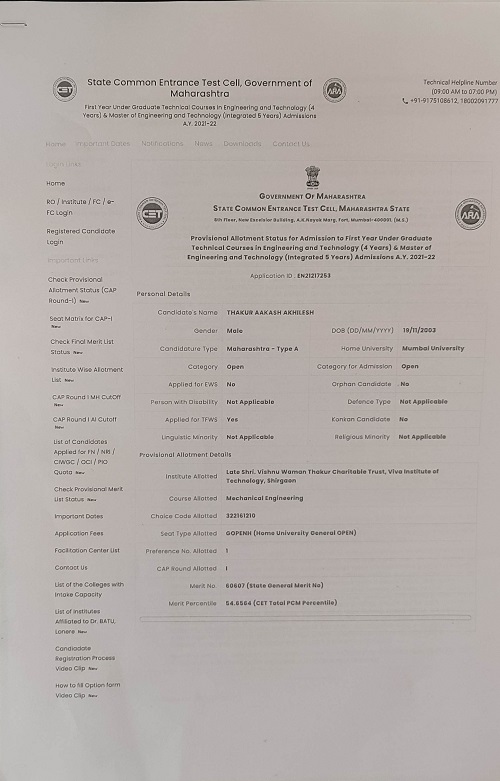 State Common Entrance Test Cell, Government of
Maharashtra
First Year Under Graduate Technical Courses in Engineering and Technology (4
Years) & Master of Engineering and Technology (Integrated 5 Years) Admissions
A.Y. 2021-22
Technical Helpline Number
(09:00 AM to 07:00 PM)
+91-9175108612, 18002091777
CET
ARA
Home Important Dates Notifications News Downloads Contact Us
Login Links
Home
RO / Institute / FC / e-
FC Login
Registered Candidate
Login
Important Links
Check Provisional
Allotment Status (CAP
Round-I) New
Seat Matrix for CAP-I
New
Check Final Merit List
Status New
Institute Wise Allotment
List New
CAP Round I MH CutOff
New
CAP Round I AI Cutoff
New
List of Candidates
Applied for FN / NRI /
CIWGC / OCI / PIO
Quota New
Check Provisional Merit
List Status New
Important Dates
Application Fees
Facilitation Center List
Contact Us
List of the Colleges with
Intake Capacity
List of Institutes
Affiliated to Dr. BATU,
Lonere New
Candidate
Registration Process
Video Clip New
How to fill Option form
Video Clip New
CET
ARA
GOVERNMENT OF MAHARASHTRA
STATE COMMON ENTRANCE TEST CELL, MAHARASHTRA STATE
8th Floor, New Excelsior Building, A.K.Nayak Marg, Fort, Mumbai-400001. (M.S.)
Provisional Allotment Status for Admission to First Year Under Graduate
Technical Courses in Engineering and Technology (4 Years) & Master of
Engineering and Technology (Integrated 5 Years) Admissions A.Y. 2021-22
Application ID : EN21217253
Personal Details
Candidate's Name THAKUR AAKASH AKHILESH
Gender Male DOB (DD/MM/YYYY) 19/11/2003
Candidature Type Maharashtra - Type A Home University Mumbai University
Category Open Category for Admission Open
Applied for EWS No Orphan Candidate No
Person with Disability Not Applicable Defence Type Not Applicable
Applied for TFWS Yes Konkan Candidate No
Linguistic Minority Not Applicable Religious Minority Not Applicable
Provisional Allotment Details
Institute Allotted Late Shri. Vishnu Waman Thakur Charitable Trust, Viva Institute of
Technology, Shirgaon
Course Allotted Mechanical Engineering
Choice Code Allotted 322161210
Seat Type Allotted GOPENH (Home University General OPEN)
Preference No. Allotted 1
CAP Round Allotted I
Merit No. 60607 (State General Merit No)
Merit Percentile 54.6564 (CET Total PCM Percentile)